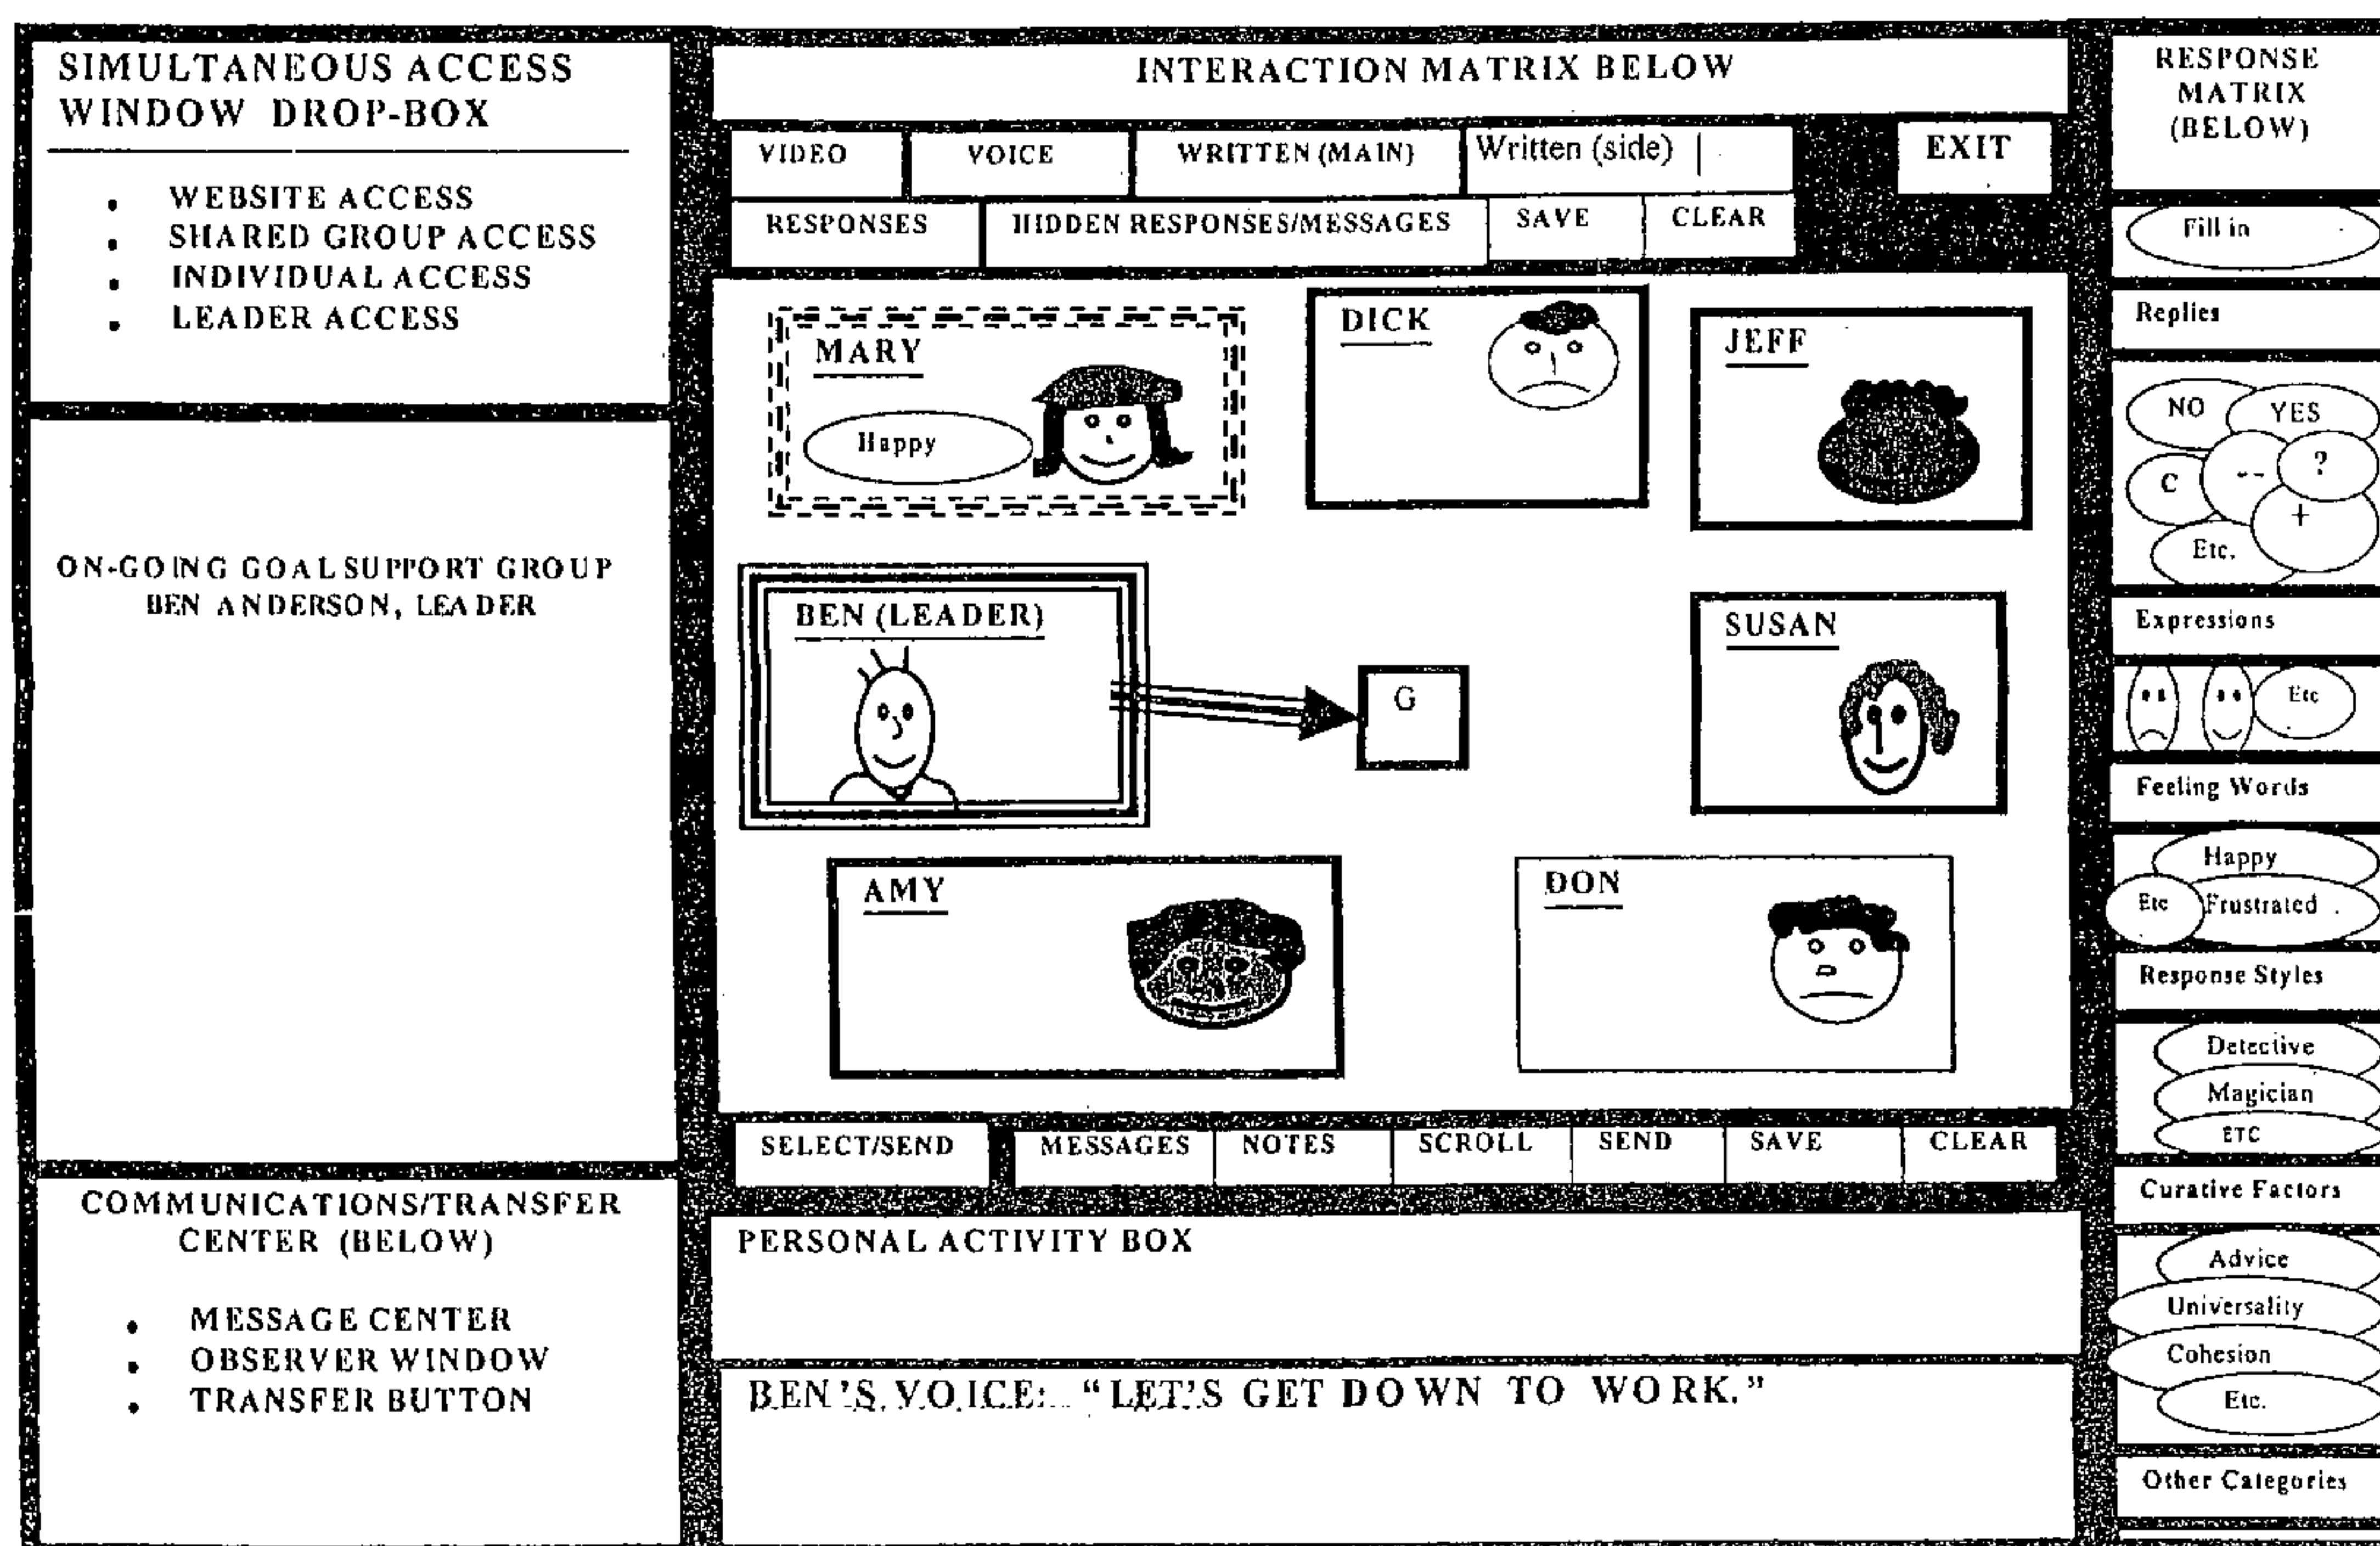 SIMULTANEOUS ACCESS
WINDOW DROP-BOX
• WEBSITE ACCESS
• SHARED GROUP ACCESS
• INDIVIDUAL ACCESS
• LEADER ACCESS
ON-GOING GOAL SUPPORT GROUP
BEN ANDERSON, LEADER
COMMUNICATIONS/TRANSFER
CENTER (BELOW)
• MESSAGE CENTER
• OBSERVER WINDOW
• TRANSFER BUTTON
INTERACTION MATRIX BELOW
VIDEO VOICE WRITTEN (MAIN) Written (side) EXIT
RESPONSES HIDDEN RESPONSES/MESSAGES SAVE CLEAR
MARY
Happy
DICK
JEFF
BEN (LEADER)
G
SUSAN
AMY
DON
SELECT/SEND MESSAGES NOTES SCROLL SEND SAVE CLEAR
PERSONAL ACTIVITY BOX
BEN'S VOICE: "LET'S GET DOWN TO WORK."
RESPONSE
MATRIX
(BELOW)
Fill in
Replies
NO YES
C -- ?
+
Etc.
Expressions
Etc
Feeling Words
Happy
Etc Frustrated
Response Styles
Detective
Magician
ETC
Curative Factors
Advice
Universality
Cohesion
Etc.
Other Categories